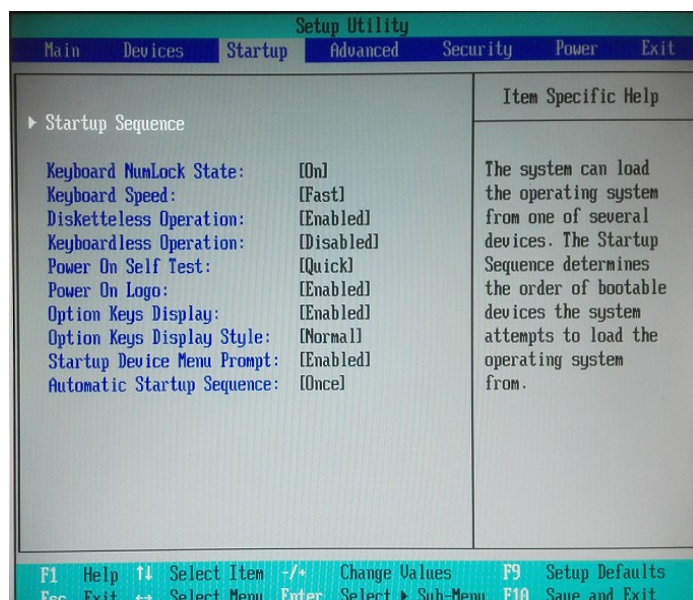 Setup Utility
Main Devices Startup Advanced Security Power Exit
▶ Startup Sequence
Keyboard NumLock State: [On]
Keyboard Speed: [Fast]
Disketteless Operation: [Enabled]
Keyboardless Operation: [Disabled]
Power On Self Test: [Quick]
Power On Logo: [Enabled]
Option Keys Display: [Enabled]
Option Keys Display Style: [Normal]
Startup Device Menu Prompt: [Enabled]
Automatic Startup Sequence: [Once]
Item Specific Help
The system can load
the operating system
from one of several
devices. The Startup
Sequence determines
the order of bootable
devices the system
attempts to load the
operating system
from.
F1 Help ↑↓ Select Item -/+ Change Values F9 Setup Defaults
Esc Exit ↔ Select Menu Enter Select ▶ Sub-Menu F10 Save and Exit